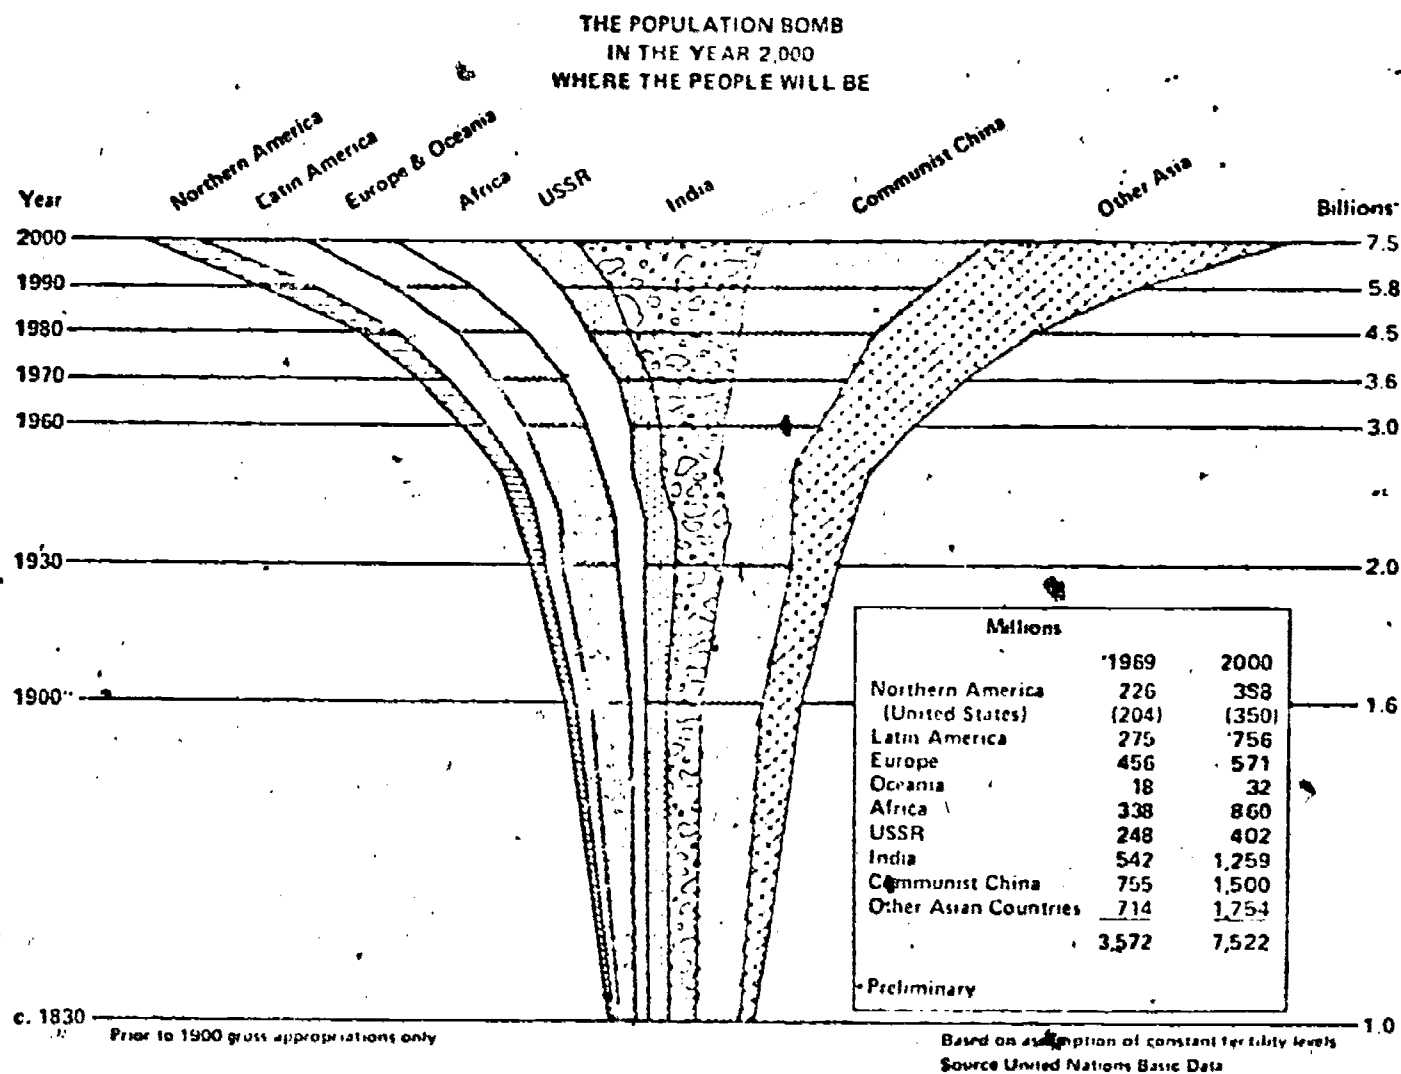 THE POPULATION BOMB
IN THE YEAR 2,000
WHERE THE PEOPLE WILL BE
Northern America
Latin America
Europe & Oceania
Africa
USSR
India
Communist China
Other Asia
Year
Billions
2000 7.5
1990 5.8
1980 4.5
1970 3.6
1960 3.0
1930 2.0
1900 1.6
c. 1830 1.0
Millions
1969 2000
Northern America 226
(United States) (204) (350)
Latin America 275 756
Europe 456 571
Oceania 18 32
Africa 338 860
USSR 248 402
India 542 1,259
Communist China 755 1,500
Other Asian Countries 714 1,754
3,572 7,522
Preliminary
Prior to 1900 gross appropriations only
Based on assumption of constant fertility levels
Source United Nations Basic Data